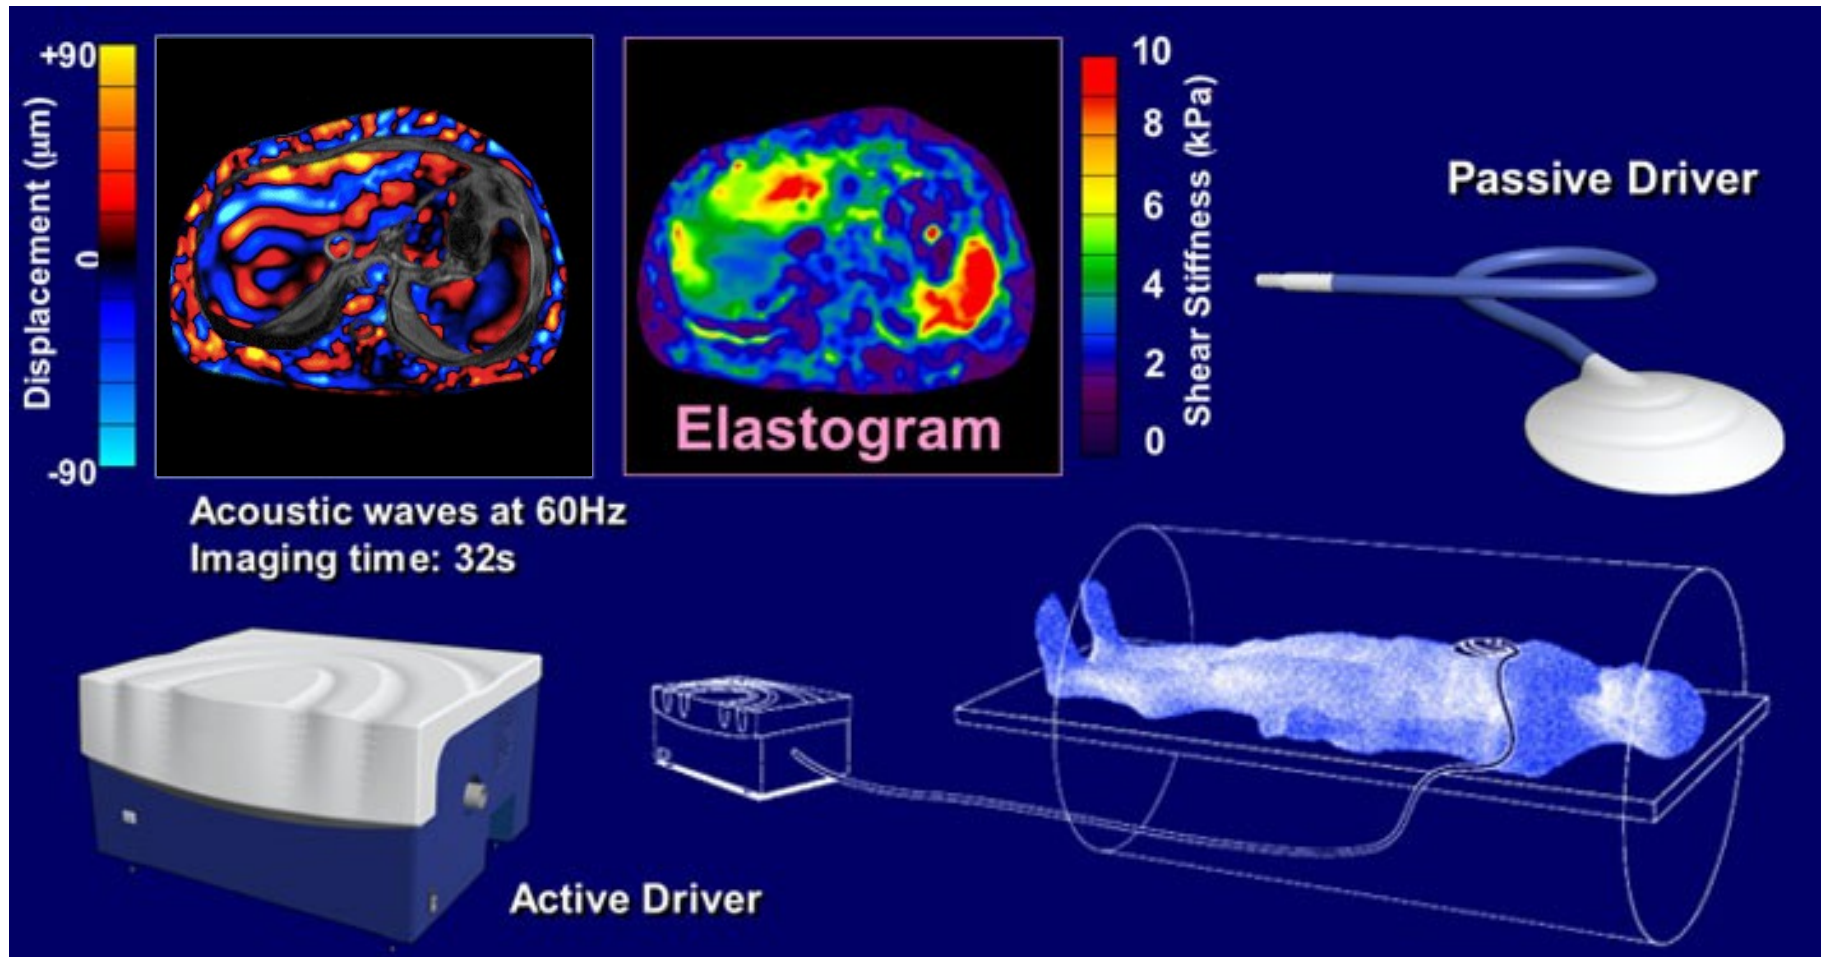 +90
0
-90
Displacement (μm)
Elastogram
10
8
6
4
2
0
Shear Stiffness (kPa)
Passive Driver
Acoustic waves at 60Hz
Imaging time: 32s
Active Driver